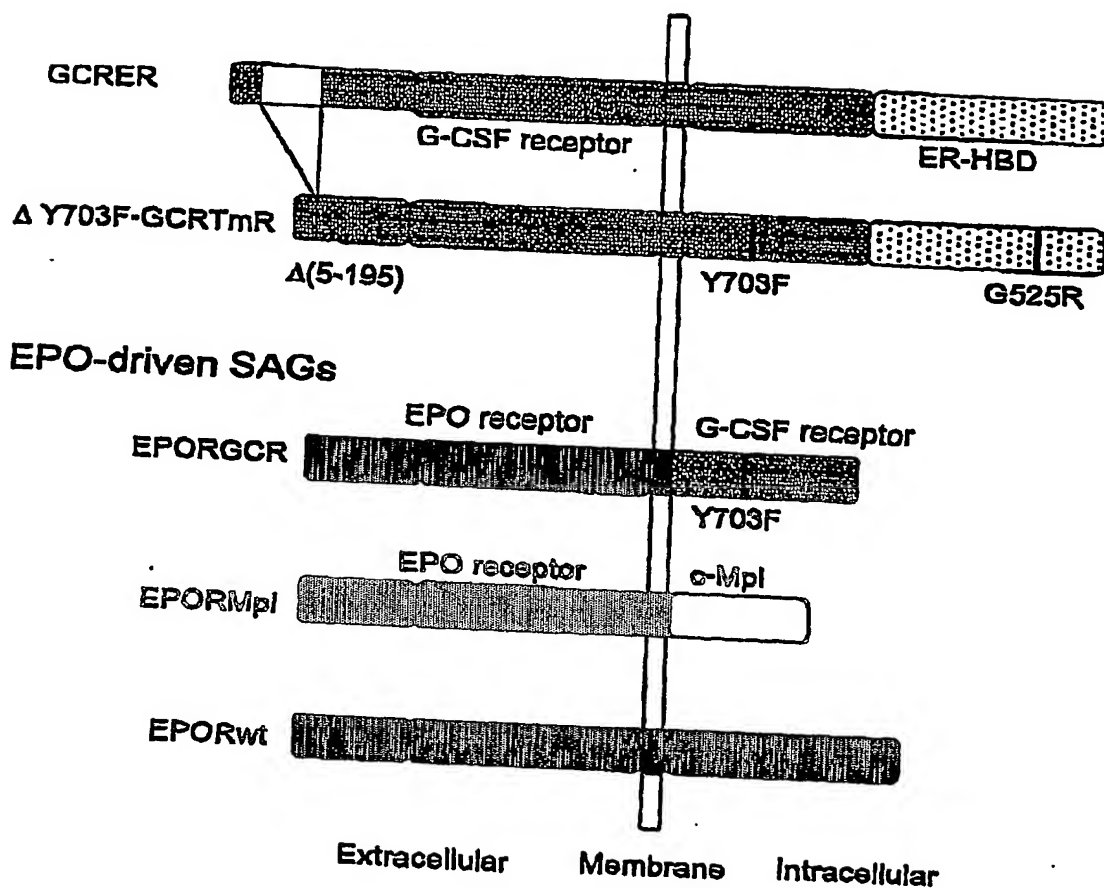 GCRER
G-CSF receptor
ER-HBD
Δ Y703F-GCRTmR
Δ(5-195)
Y703F
G525R
EPO-driven SAGs
EPO receptor
G-CSF receptor
EPORGCR
Y703F
EPO receptor
c-Mpl
EPORMpl
EPORwt
Extracellular
Membrane
Intracellular